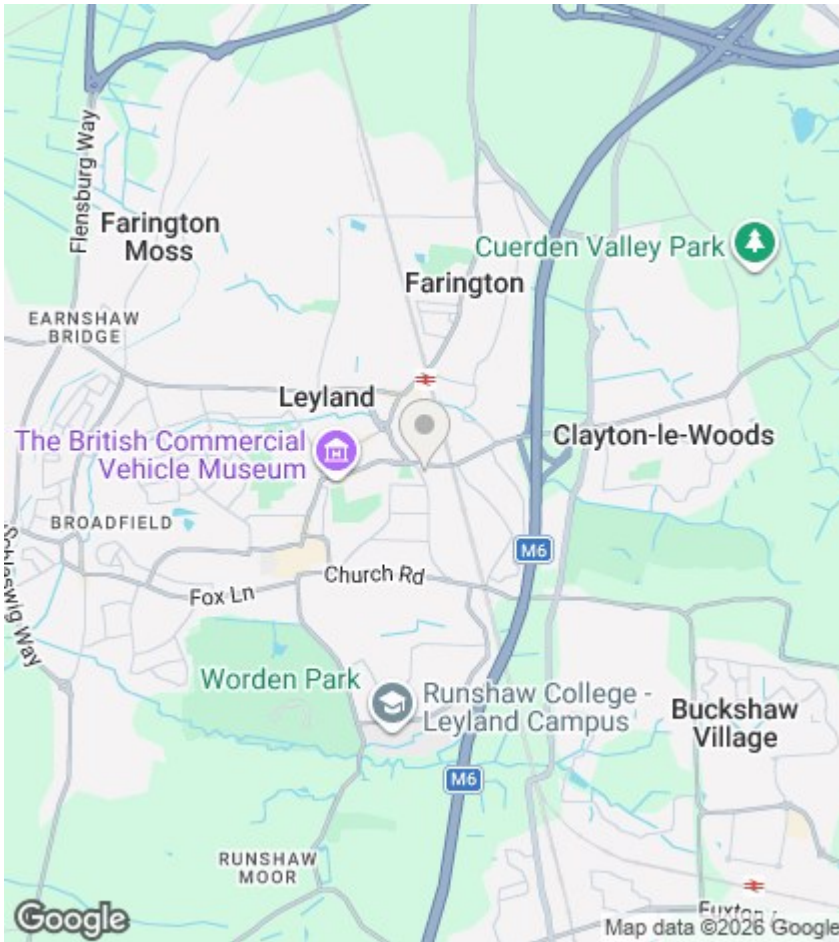 Flensburg Way
Farington
Moss
Cuerden Valley Park
Farington
EARNSHAW
BRIDGE
Leyland
The British Commercial
Vehicle Museum
Clayton-le-Woods
BROADFIELD
Schleswig Way
M6
Church Rd
Fox Ln
Worden Park
Runshaw College -
Leyland Campus
Buckshaw
Village
M6
RUNSHAW
MOOR
Google
Map data ©2026 Google